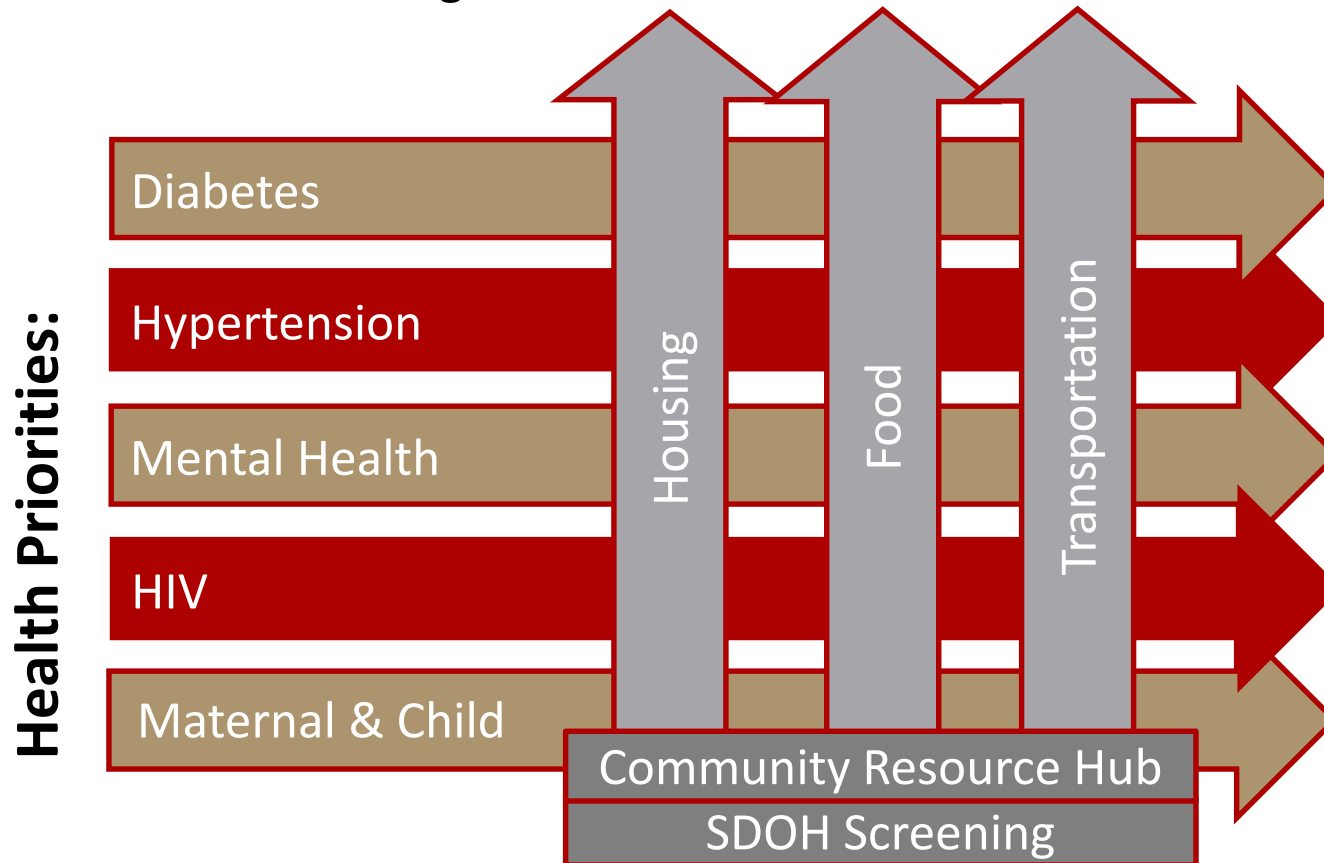 Health Priorities:
Diabetes
Hypertension
Mental Health
HIV
Maternal & Child
Housing
Food
Transportation
Community Resource Hub
SDOH Screening